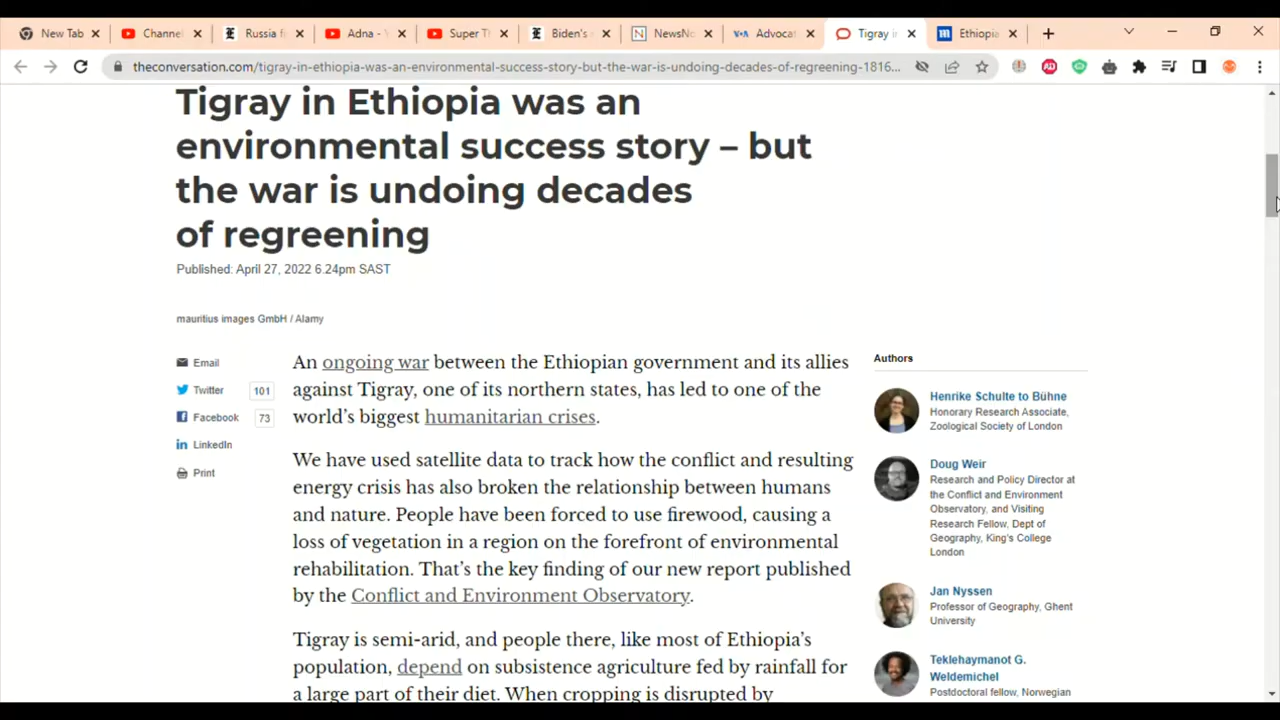 New Tab
Channel
Russia f
Adna -
Super T
Biden's
NewsNo
Advocat
Tigray i
Ethiopia
theconversation.com/tigray-in-ethiopia-was-an-environmental-success-story-but-the-war-is-undoing-decades-of-regreening-1816...
Tigray in Ethiopia was an
environmental success story – but
the war is undoing decades
of regreening
Published: April 27, 2022 6.24pm SAST
mauritius images GmbH / Alamy
Email
Twitter 101
Facebook 73
LinkedIn
Print
An ongoing war between the Ethiopian government and its allies
against Tigray, one of its northern states, has led to one of the
world's biggest humanitarian crises.
We have used satellite data to track how the conflict and resulting
energy crisis has also broken the relationship between humans
and nature. People have been forced to use firewood, causing a
loss of vegetation in a region on the forefront of environmental
rehabilitation. That's the key finding of our new report published
by the Conflict and Environment Observatory.
Tigray is semi-arid, and people there, like most of Ethiopia's
population, depend on subsistence agriculture fed by rainfall for
a large part of their diet. When cropping is disrupted by
Authors
Henrike Schulte to Bühne
Honorary Research Associate,
Zoological Society of London
Doug Weir
Research and Policy Director at
the Conflict and Environment
Observatory, and Visiting
Research Fellow, Dept of
Geography, King's College
London
Jan Nyssen
Professor of Geography, Ghent
University
Teklehaymanot G.
Weldemichel
Postdoctoral fellow, Norwegian